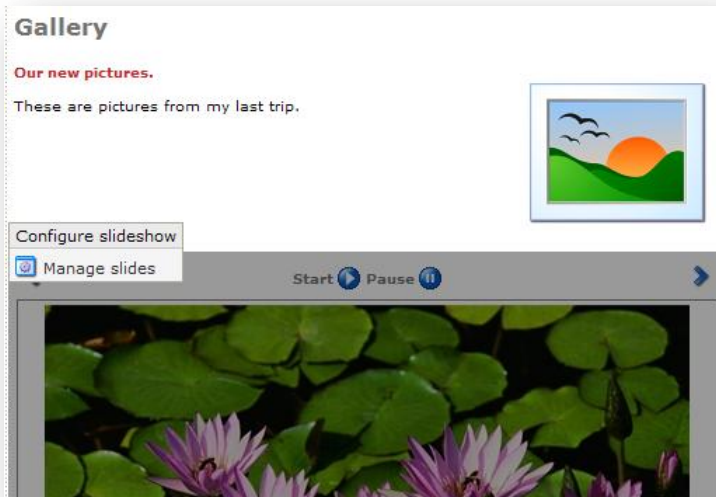 Gallery
Our new pictures.
These are pictures from my last trip.
Configure slideshow
Manage slides
Start Pause